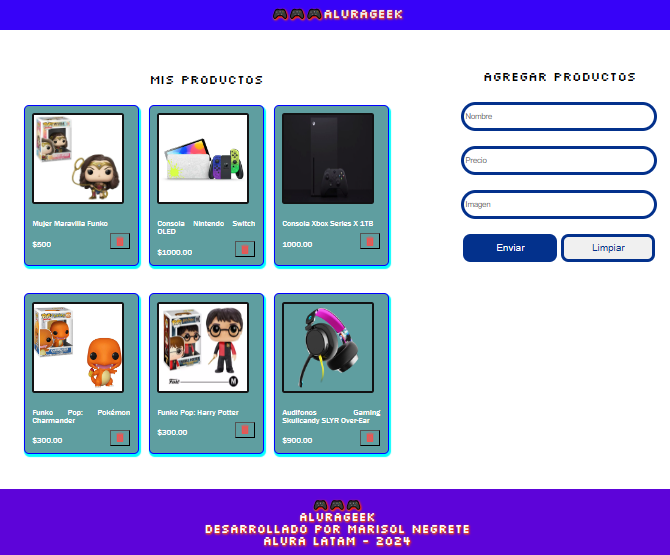 ALURAGEEK
MIS PRODUCTOS
Mujer Maravilla Funko
$500
Consola Nintendo Switch
OLED
$1000.00
Consola Xbox Series X 1TB
1000.00
Funko Pop: Pokémon
Charmander
$300.00
Funko Pop: Harry Potter
$300.00
Audifonos Gaming
Skullcandy SLYR Over-Ear
$900.00
AGREGAR PRODUCTOS
Nombre
Precio
Imagen
Enviar
Limpiar
ALURAGEEK
DESARROLLADO POR MARISOL NEGRETE
ALURA LATAM - 2024